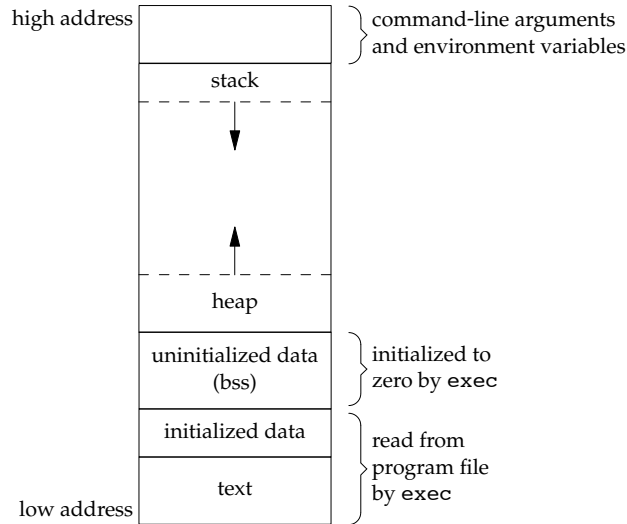 high address
command-line arguments
and environment variables
stack
heap
uninitialized data
(bss)
initialized to
zero by exec
initialized data
read from
program file
by exec
text
low address